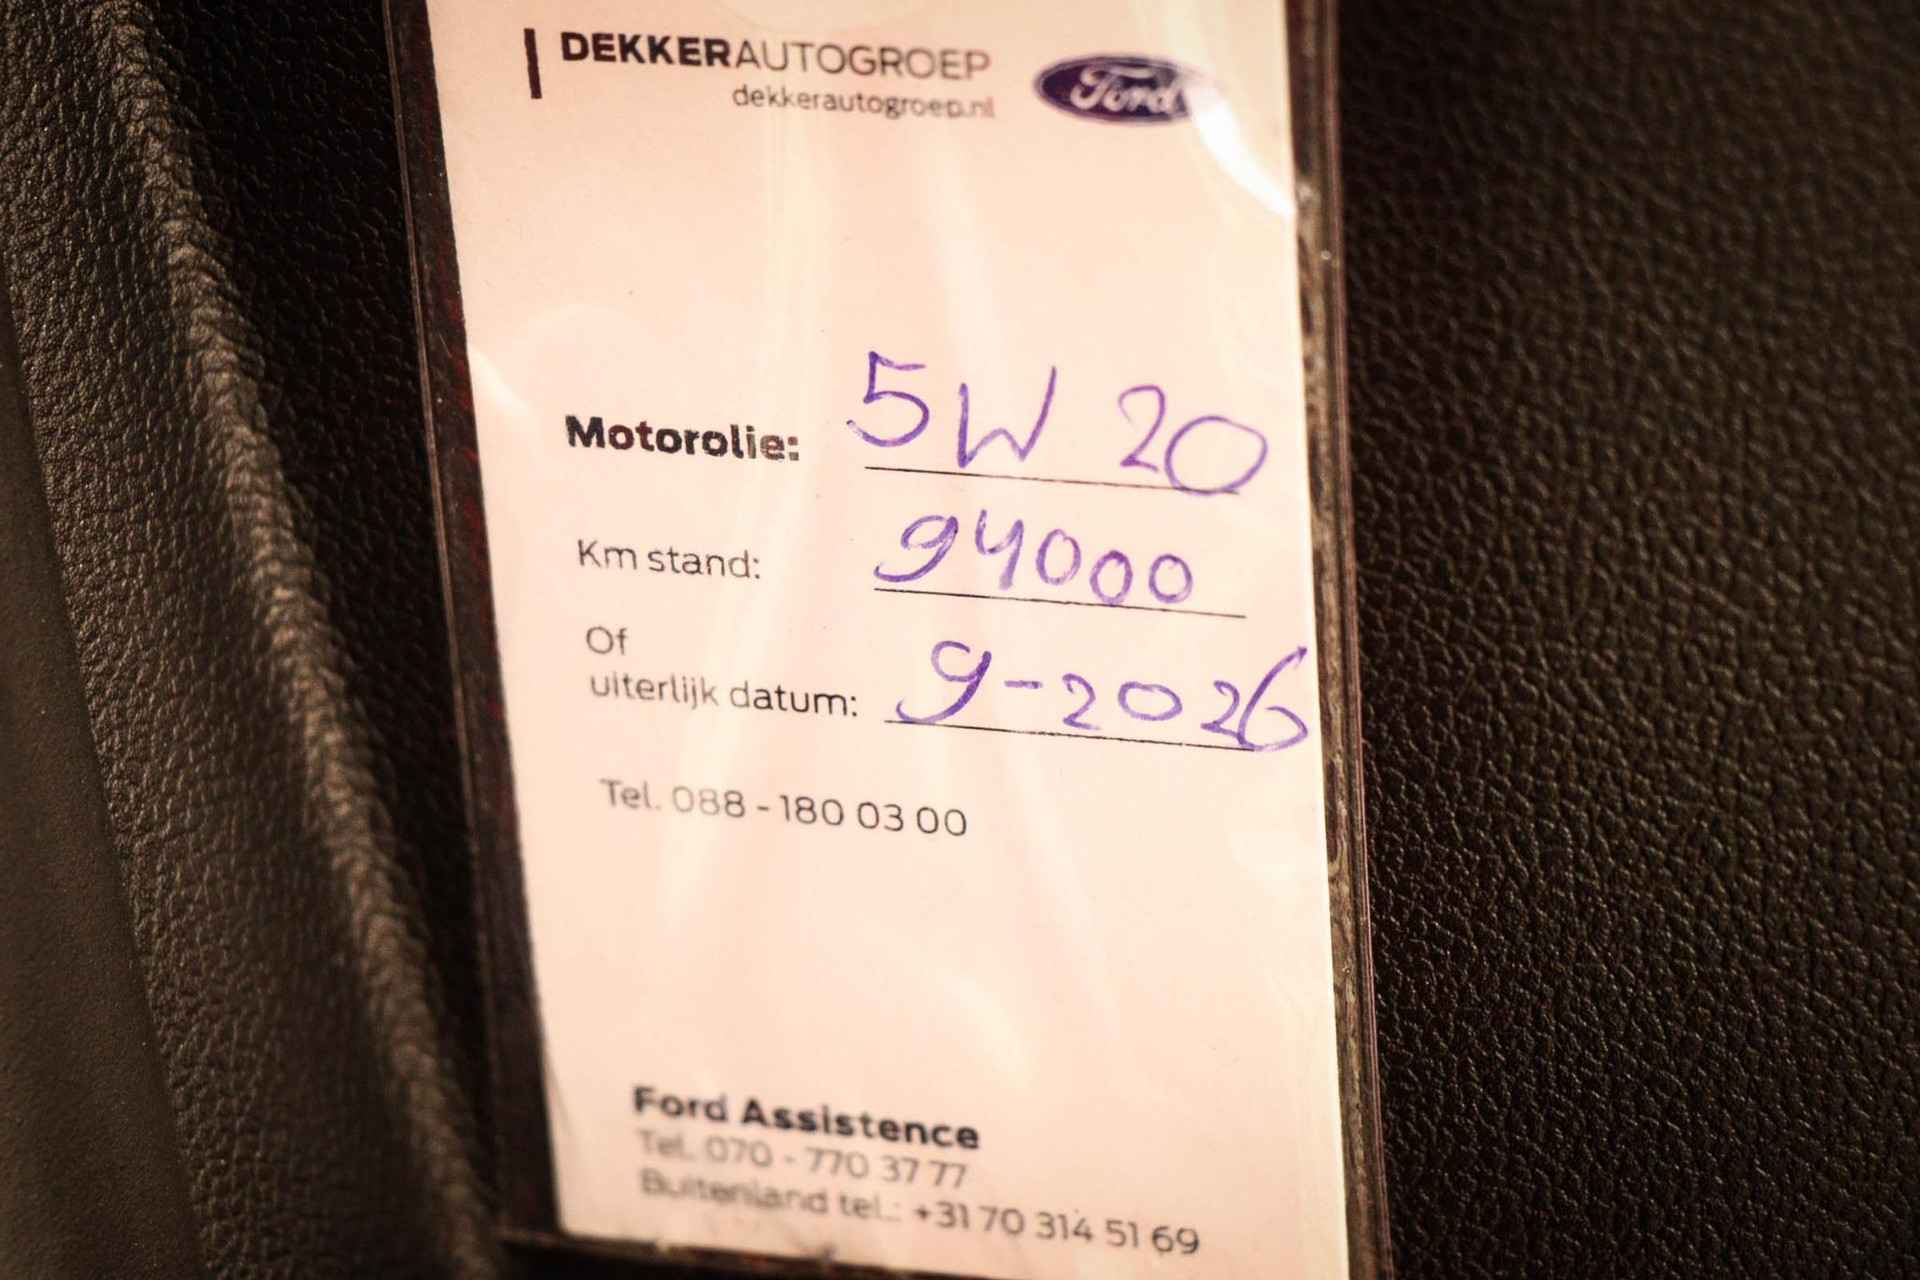 DEKKERAUTOGROEP
dekkerautogroep.nl
Ford
Motorolie: 5W 20
Km stand: 94000
Of
uiterlijk datum: 9-2026
Tel. 088 - 180 03 00
Ford Assistence
Tel. 070 - 770 37 77
Buitenland tel.: +31 70 314 51 69